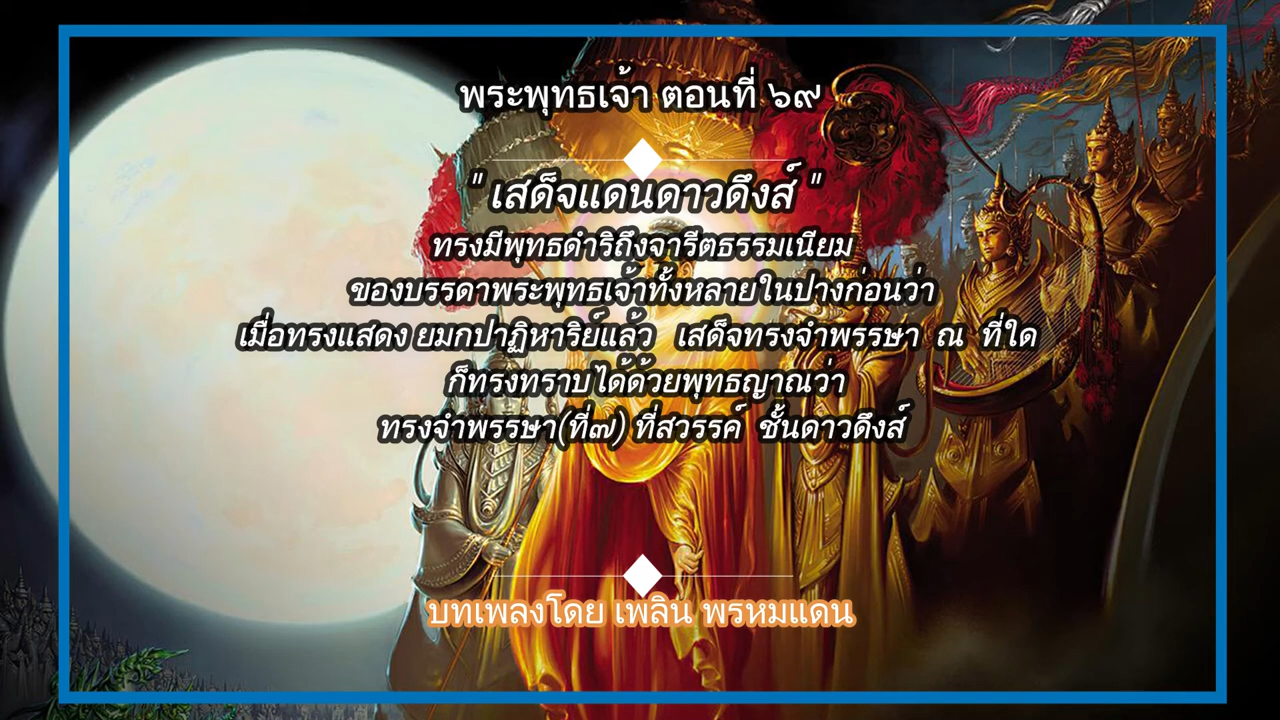 พระพุทธเจ้า ตอนที่ ๖๙
" เสด็จแดนดาวดึงส์ "
ทรงมีพุทธดำริถึงจารีตธรรมเนียม
ของบรรดาพระพุทธเจ้าทั้งหลายในปางก่อนว่า
เมื่อทรงแสดง ยมกปาฏิหาริย์แล้ว เสด็จทรงจำพรรษา ณ ที่ใด
ก็ทรงทราบได้ด้วยพุทธญาณว่า
ทรงจำพรรษา(ที่๗) ที่สวรรค์ ชั้นดาวดึงส์
บทเพลงโดย เพลิน พรหมแดน